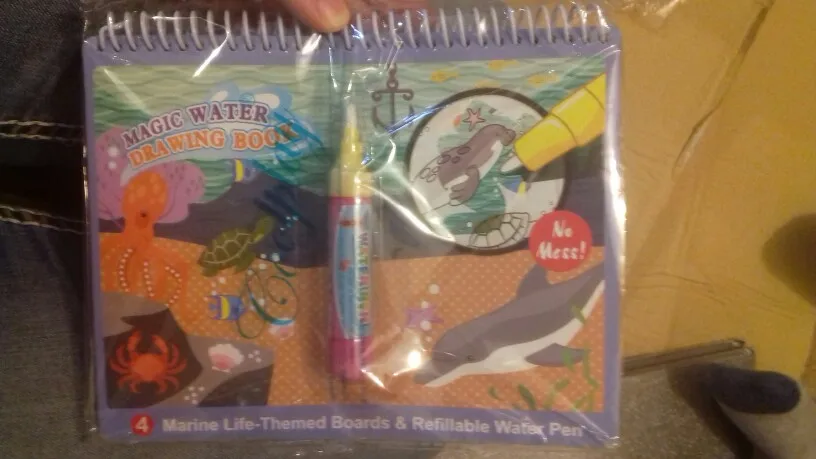 MAGIC WATER
DRAWING BOOK
No
Mess!
4 Marine Life-Themed Boards & Refillable Water Pen